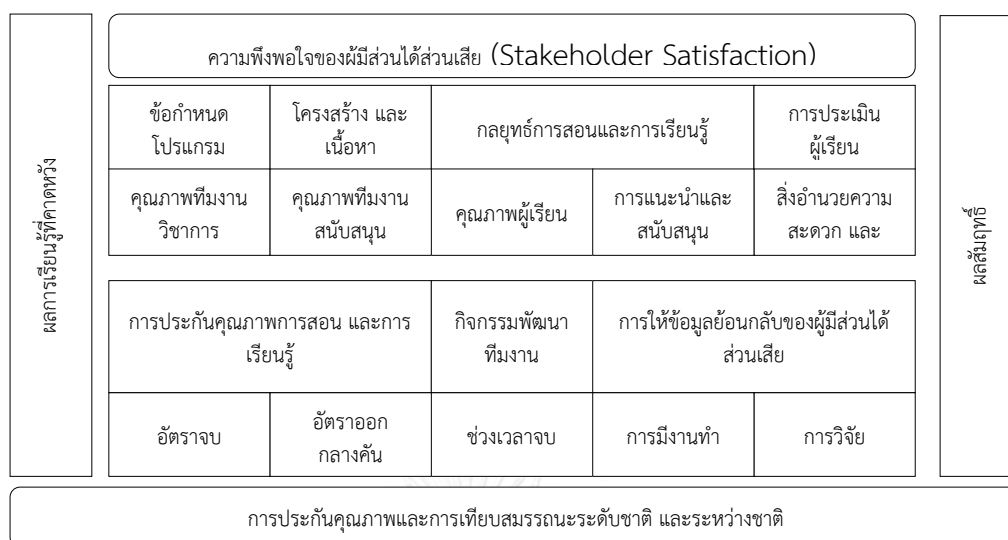 ความพึงพอใจของผู้มีส่วนได้ส่วนเสีย (Stakeholder Satisfaction)
ผลการเรียนรู้ที่คาดหวัง
ข้อกำหนด
โปรแกรม
โครงสร้าง และ
เนื้อหา
กลยุทธ์การสอนและการเรียนรู้
การประเมิน
ผู้เรียน
คุณภาพทีมงาน
วิชาการ
คุณภาพทีมงาน
สนับสนุน
คุณภาพผู้เรียน
การแนะนำและ
สนับสนุน
สิ่งอำนวยความ
สะดวก และ
ผลสัมฤทธิ์
การประกันคุณภาพการสอน และการ
เรียนรู้
กิจกรรมพัฒนา
ทีมงาน
การให้ข้อมูลย้อนกลับของผู้มีส่วนได้
ส่วนเสีย
อัตราจบ
อัตราออก
กลางคัน
ช่วงเวลาจบ
การมีงานทำ
การวิจัย
การประกันคุณภาพและการเทียบสมรรถนะระดับชาติ และระหว่างชาติ